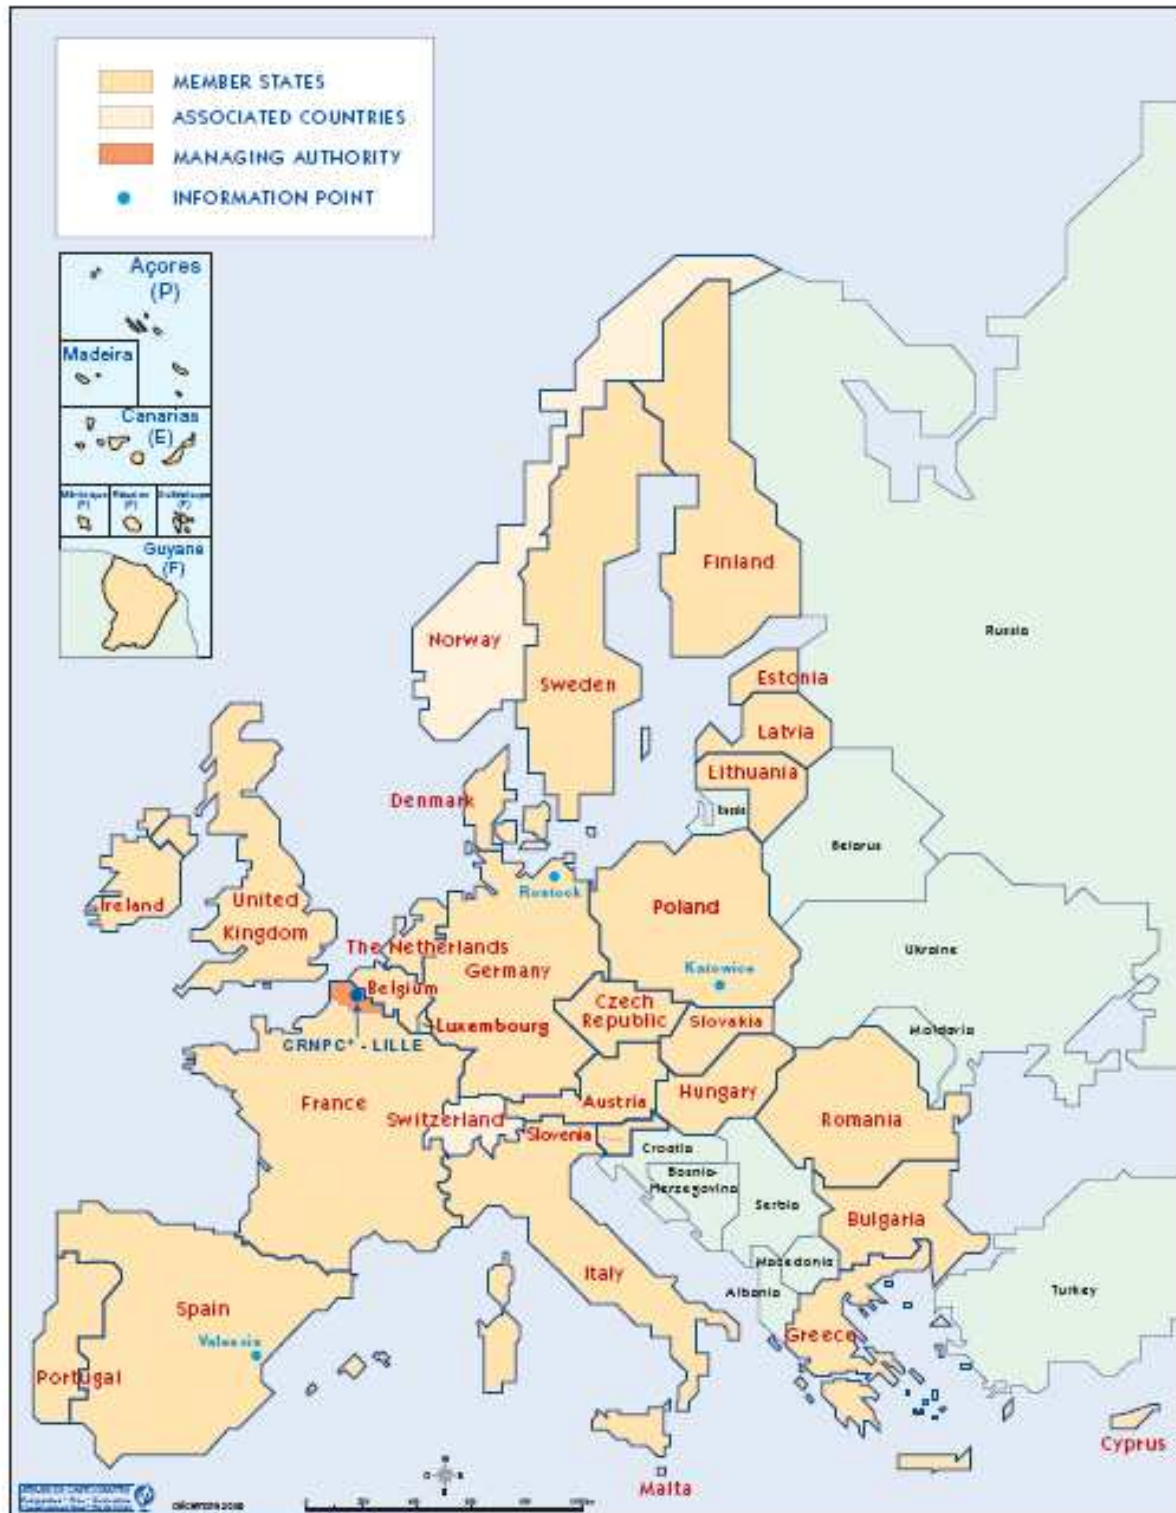 MEMBER STATES
ASSOCIATED COUNTRIES
MANAGING AUTHORITY
INFORMATION POINT
Açores
(P)
Madeira
Canarias
(E)
(F)
(F)
(F)
Guyane
(F)
Finland
Norway
Russia
Sweden
Estonia
Latvia
Lithuania
Denmark
Belarus
Rostock
Ireland
United
Kingdom
Poland
The Netherlands
Germany
Ukraine
Katowice
Belgium
Czech
Republic
Luxembourg
Slovakia
Moldavia
GRNPC* - LILLE
France
Austria
Hungary
Switzerland
Romania
Slovenia
Croatia
Bosnia-
Herzegovina
Serbia
Bulgaria
Macedonia
Italy
Albania
Turkey
Spain
Valencia
Greece
Portugal
Cyprus
Malta